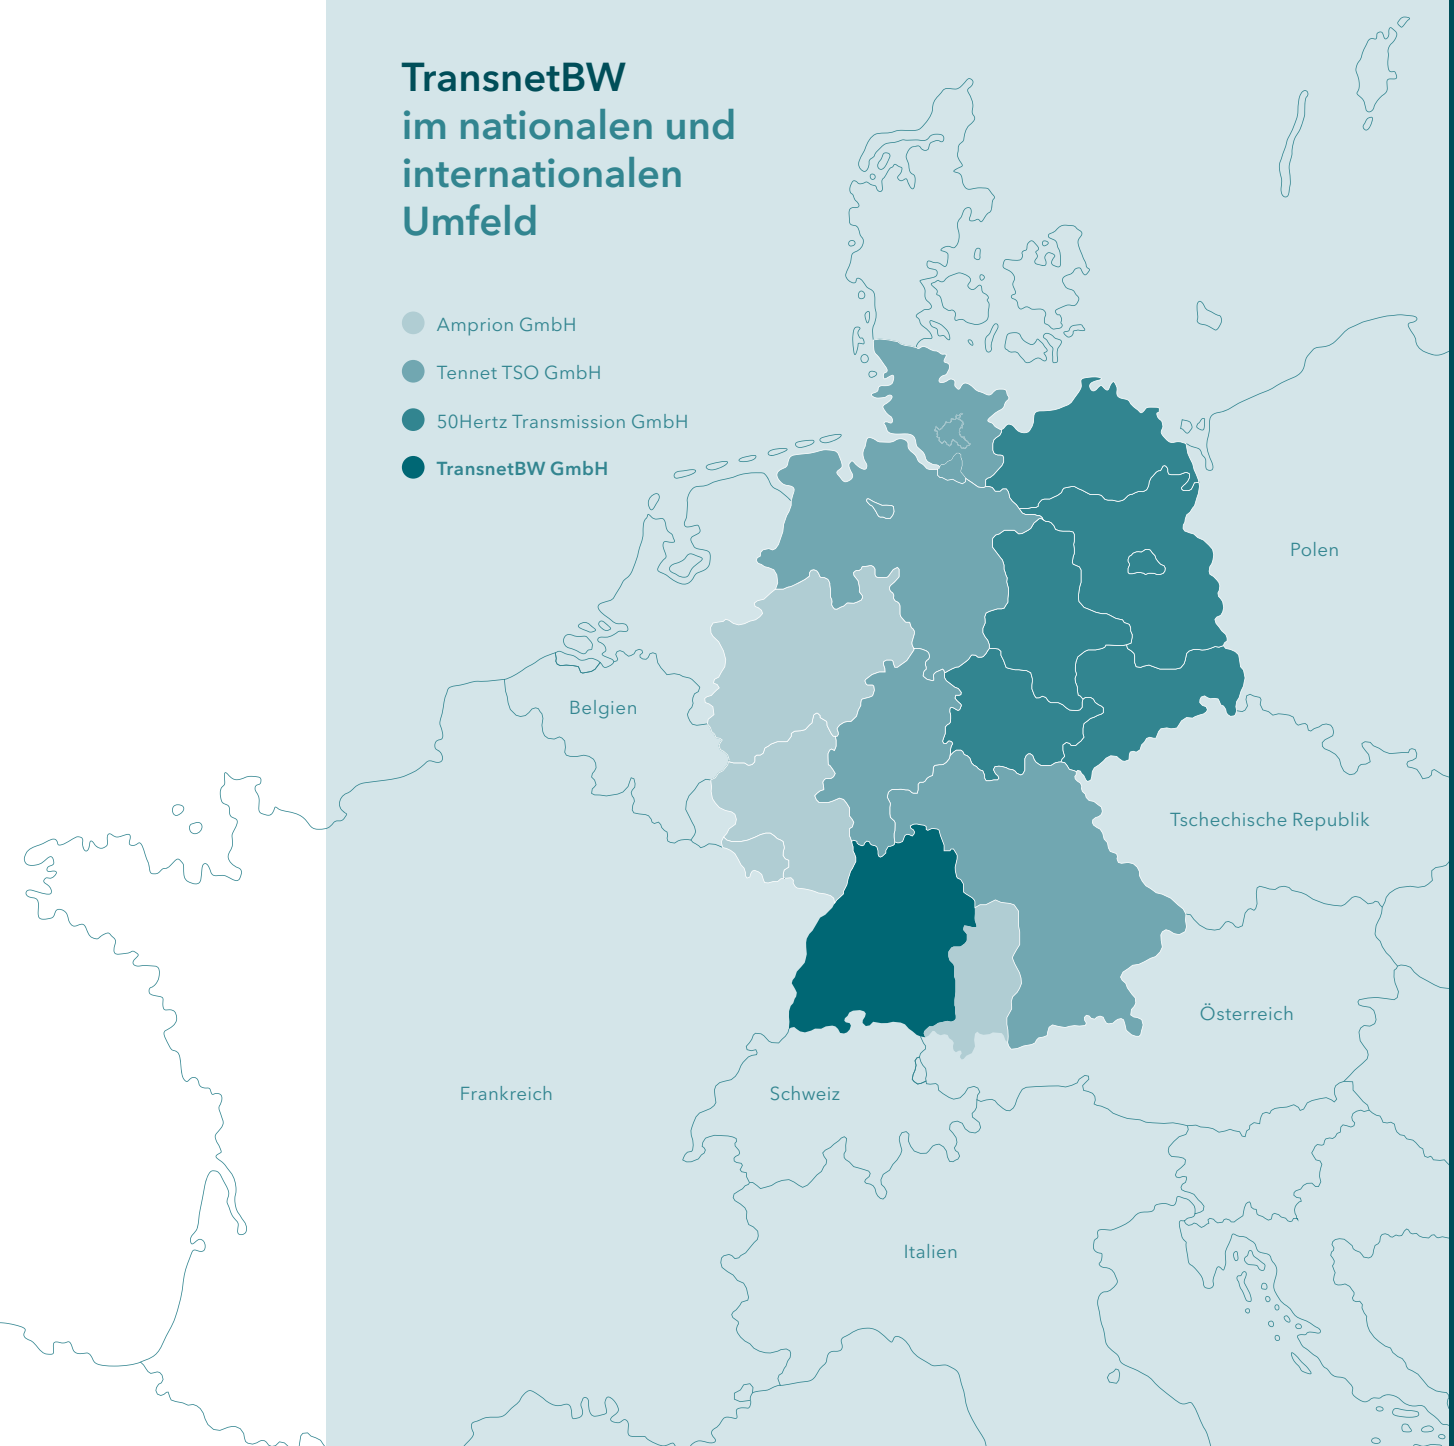 TransnetBW
im nationalen und
internationalen
Umfeld
Amprion GmbH
Tennet TSO GmbH
50Hertz Transmission GmbH
TransnetBW GmbH
Polen
Belgien
Tschechische Republik
Österreich
Frankreich
Schweiz
Italien